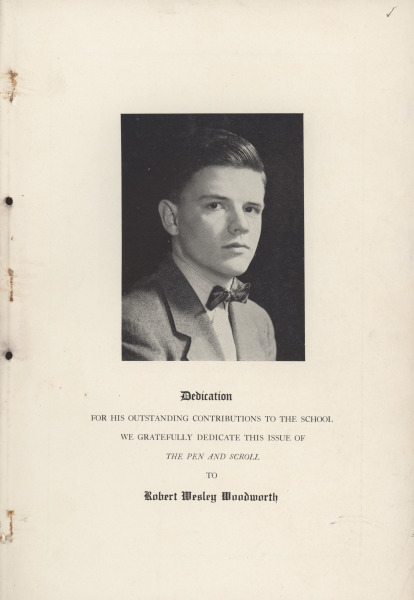 Dedication
FOR HIS OUTSTANDING CONTRIBUTIONS TO THE SCHOOL
WE GRATEFULLY DEDICATE THIS ISSUE OF
THE PEN AND SCROLL
TO
Robert Wesley Woodworth